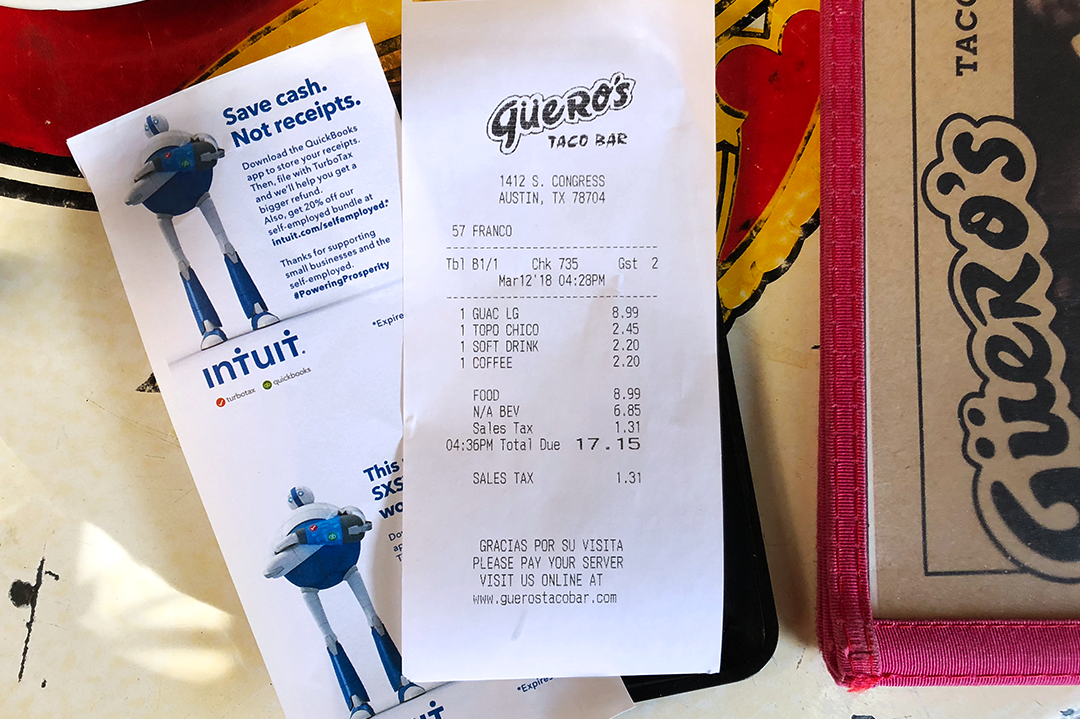 Save cash.
Not receipts.
Download the QuickBooks
app to store your receipts.
Then, file with TurboTax
and we'll help you get a
bigger refund.
Also, get 20% off our
self-employed bundle at
intuit.com/selfemployed.*
Thanks for supporting
small businesses and the
self-employed.
#PoweringProsperity
*Expire
INTUIT.
turbotax quickbooks
This
SXS
wo
Do
ap
T
*Expires
UIT
GÜERO'S
TACO BAR
1412 S. CONGRESS
AUSTIN, TX 78704
57 FRANCO
Tbl B1/1 Chk 735 Gst 2
Mar12'18 04:28PM
1 GUAC LG 8.99
1 TOPO CHICO 2.45
1 SOFT DRINK 2.20
1 COFFEE 2.20
FOOD 8.99
N/A BEV 6.85
Sales Tax 1.31
04:36PM Total Due 17.15
SALES TAX 1.31
GRACIAS POR SU VISITA
PLEASE PAY YOUR SERVER
VISIT US ONLINE AT
www.guerostacobar.com
GÜERO'S
TACO